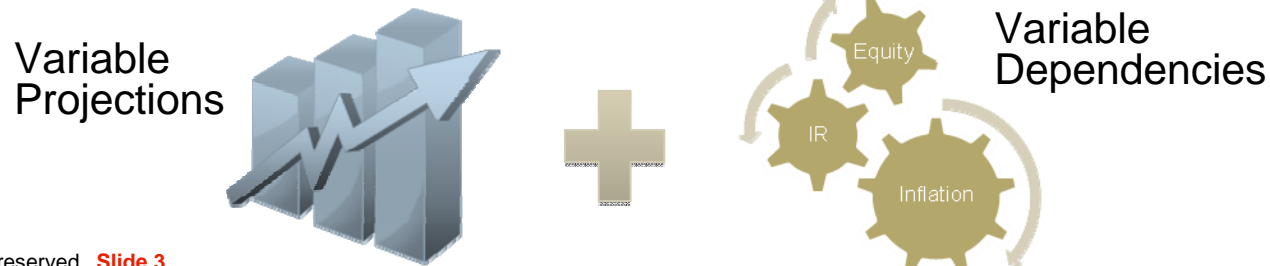 Variable
Projections
Equity
IR
Inflation
Variable
Dependencies
reserved Slide 3